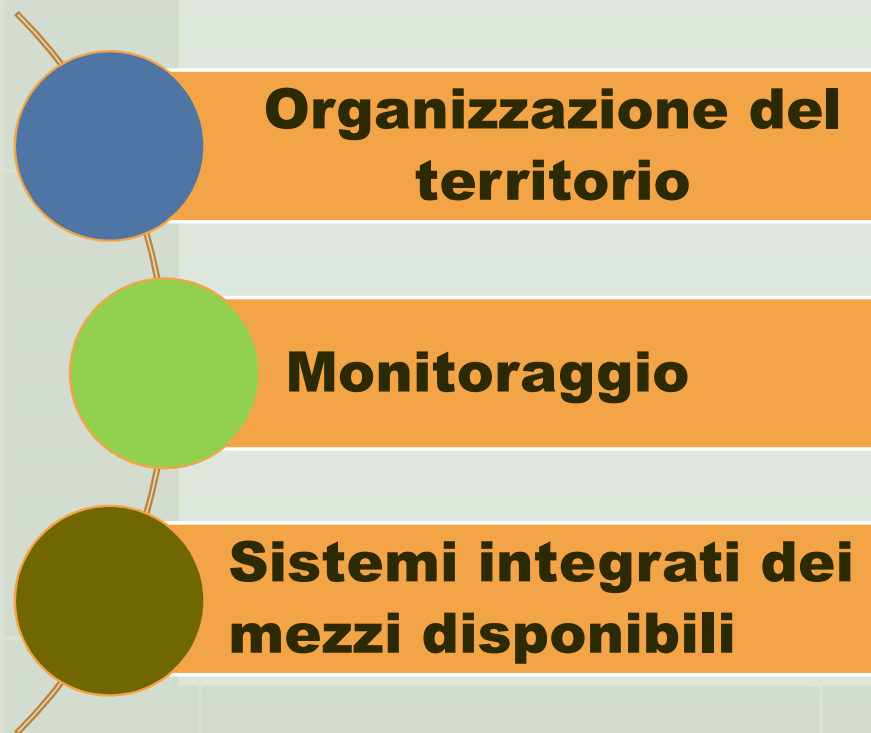 Organizzazione del
territorio
Monitoraggio
Sistemi integrati dei
mezzi disponibili